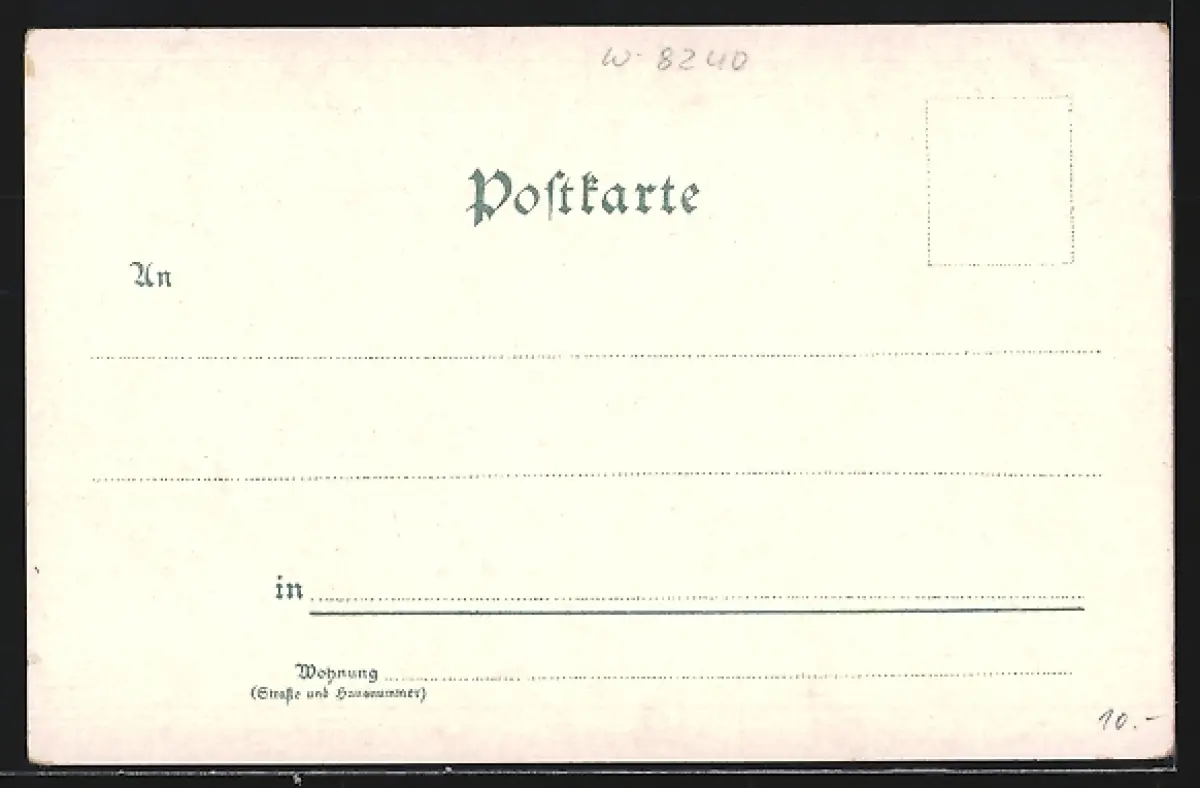 W-8240
Poſtkarte
An
in
Wohnung
(Straße und Hausnummer)
10.-